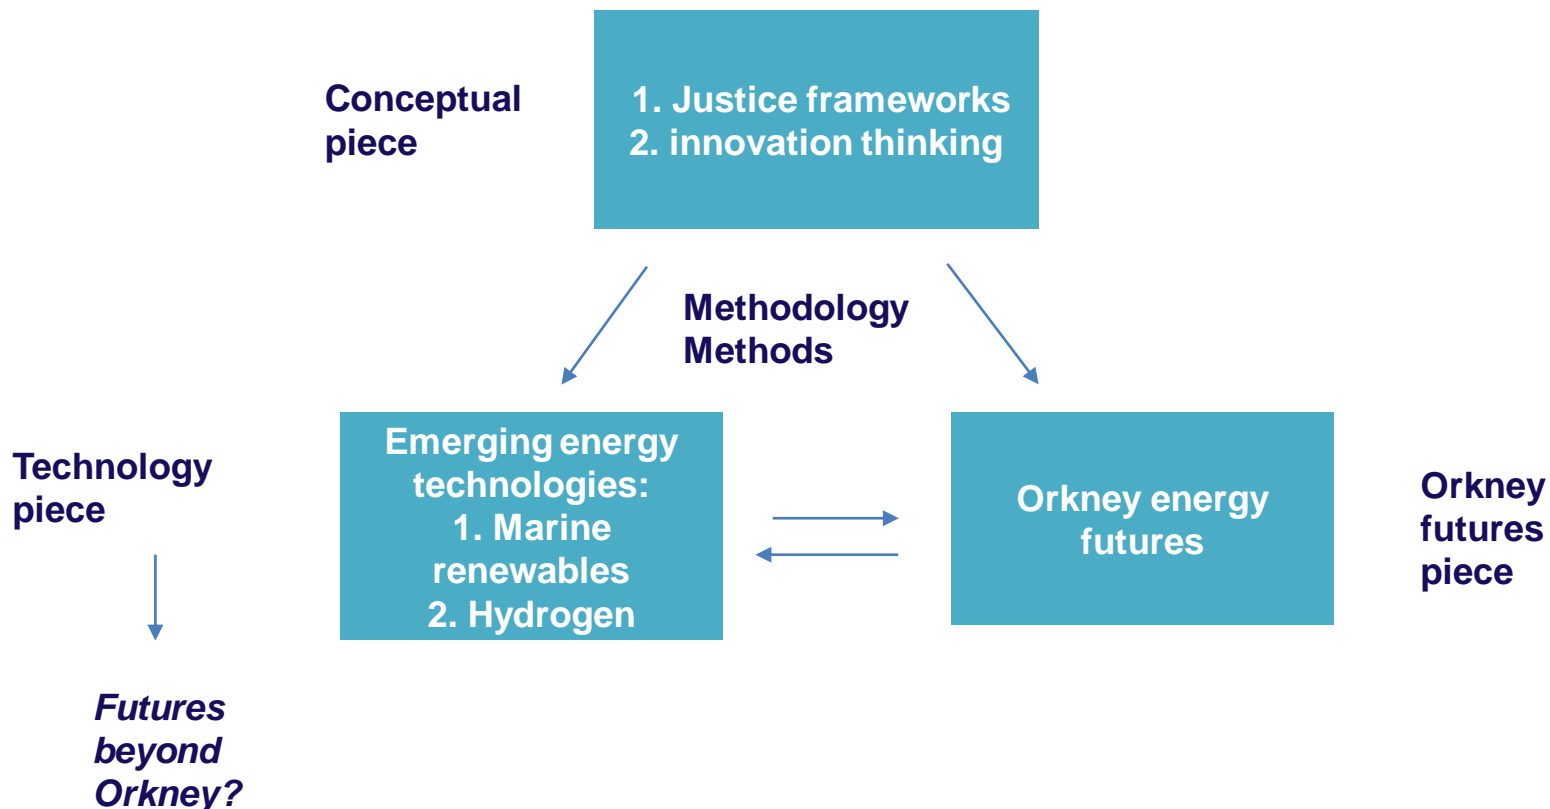 Conceptual
piece
1. Justice frameworks
2. innovation thinking
Methodology
Methods
Technology
piece
Emerging energy
technologies:
1. Marine
renewables
2. Hydrogen
Orkney energy
futures
Orkney
futures
piece
Futures
beyond
Orkney?